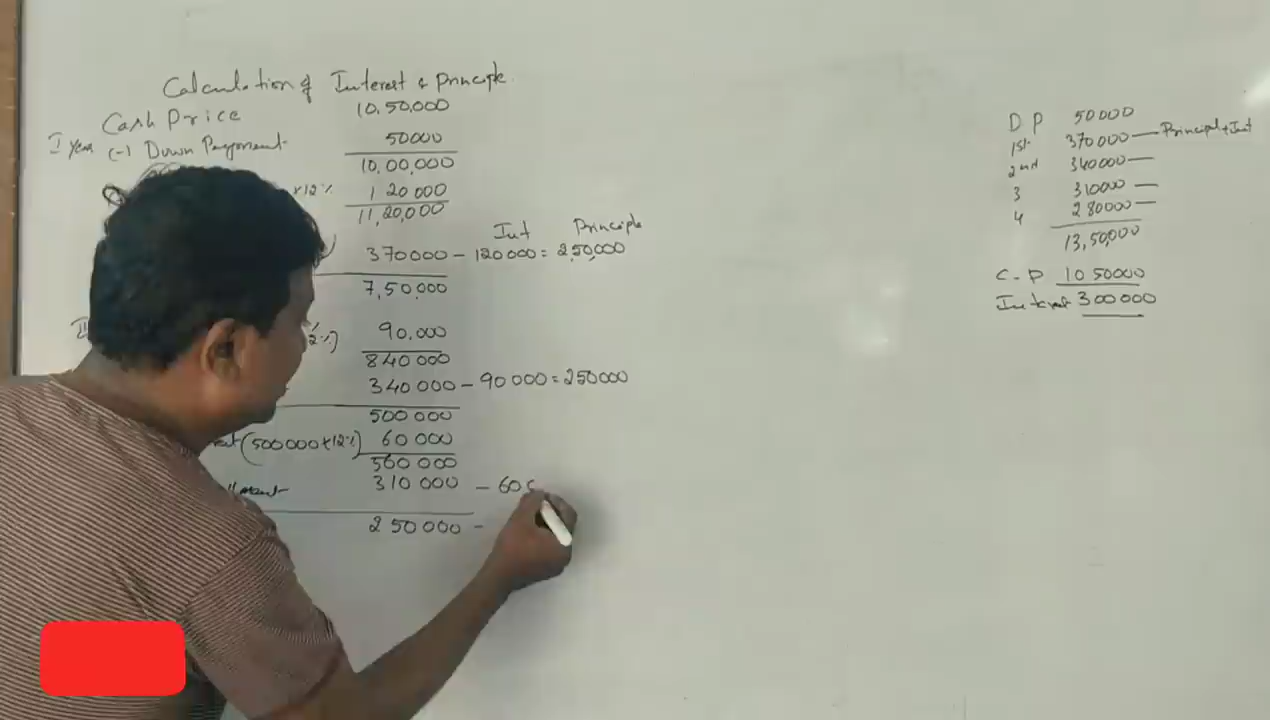 Calculation of Interest & Principle.
Cash Price 10,50,000
I Year (-) Down Payment 50000
10,00,000
×12% 1 20 000
11,20,000
Int Principle
370000 - 120000 = 2,50,000
7,50,000
2%) 90,000
840 000
340 000 - 90 000 = 250000
500 000
(500000×12%) 60 000
560 000
310 000 - 60
250 000 -
D P 50000
1st 370000 — Principal + Int
2nd 340000 —
3 310000 —
4 280000 —
13,50,000
C - P 10 50000
Interest 300000